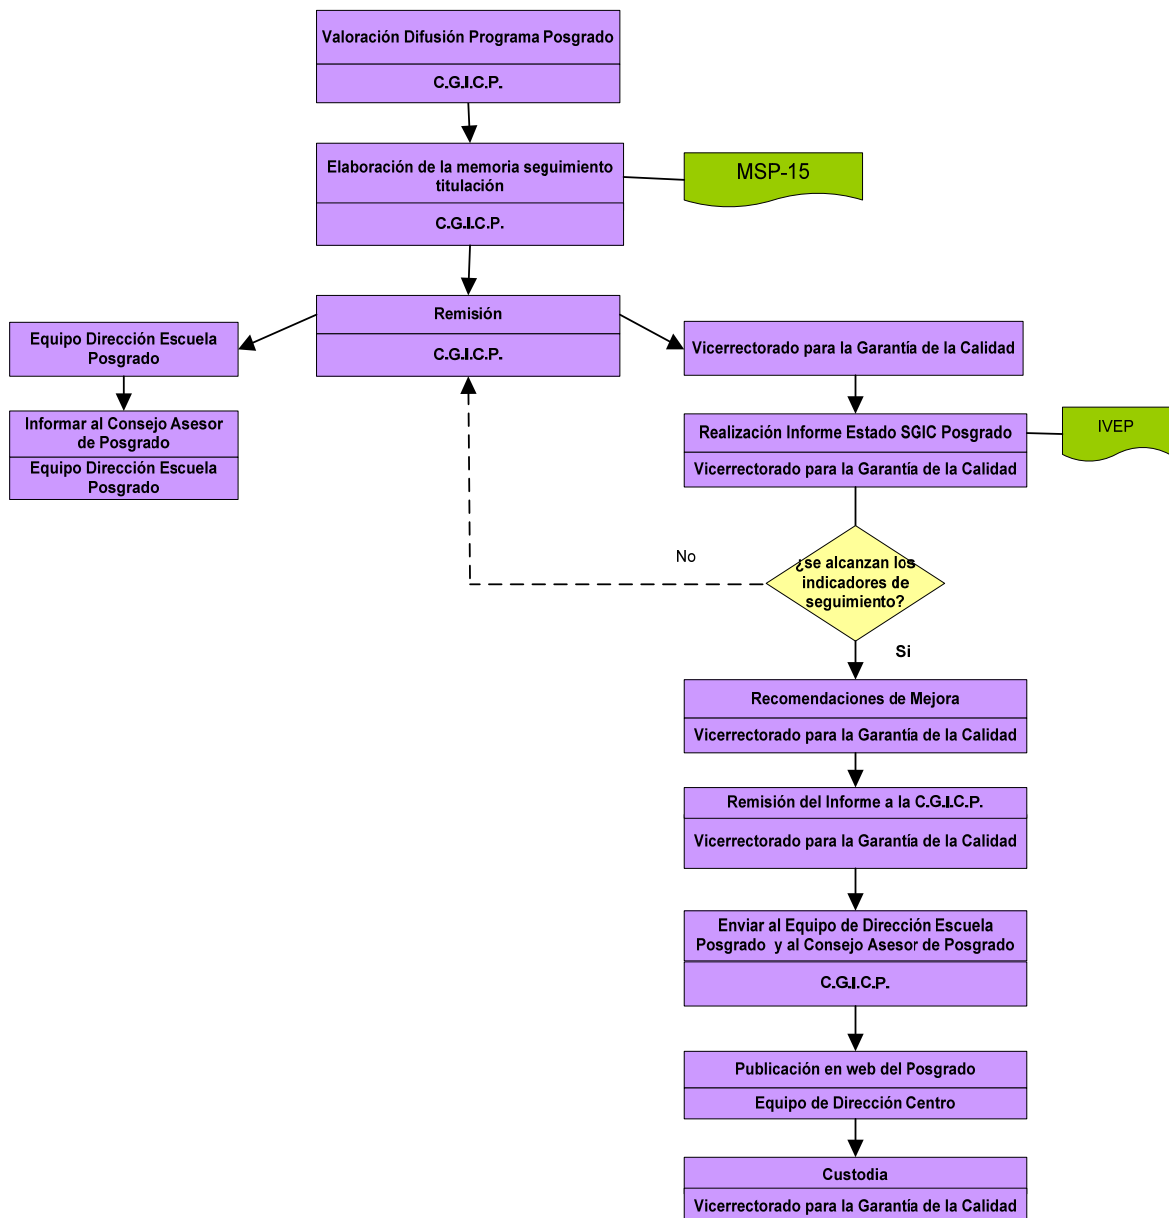 Valoración Difusión Programa Posgrado
C.G.I.C.P.
Elaboración de la memoria seguimiento
titulación
C.G.I.C.P.
MSP-15
Remisión
C.G.I.C.P.
Equipo Dirección Escuela
Posgrado
Informar al Consejo Asesor
de Posgrado
Equipo Dirección Escuela
Posgrado
Vicerrectorado para la Garantía de la Calidad
Realización Informe Estado SGIC Posgrado
Vicerrectorado para la Garantía de la Calidad
IVEP
¿se alcanzan los
indicadores de
seguimiento?
No
Si
Recomendaciones de Mejora
Vicerrectorado para la Garantía de la Calidad
Remisión del Informe a la C.G.I.C.P.
Vicerrectorado para la Garantía de la Calidad
Enviar al Equipo de Dirección Escuela
Posgrado y al Consejo Asesor de Posgrado
C.G.I.C.P.
Publicación en web del Posgrado
Equipo de Dirección Centro
Custodia
Vicerrectorado para la Garantía de la Calidad